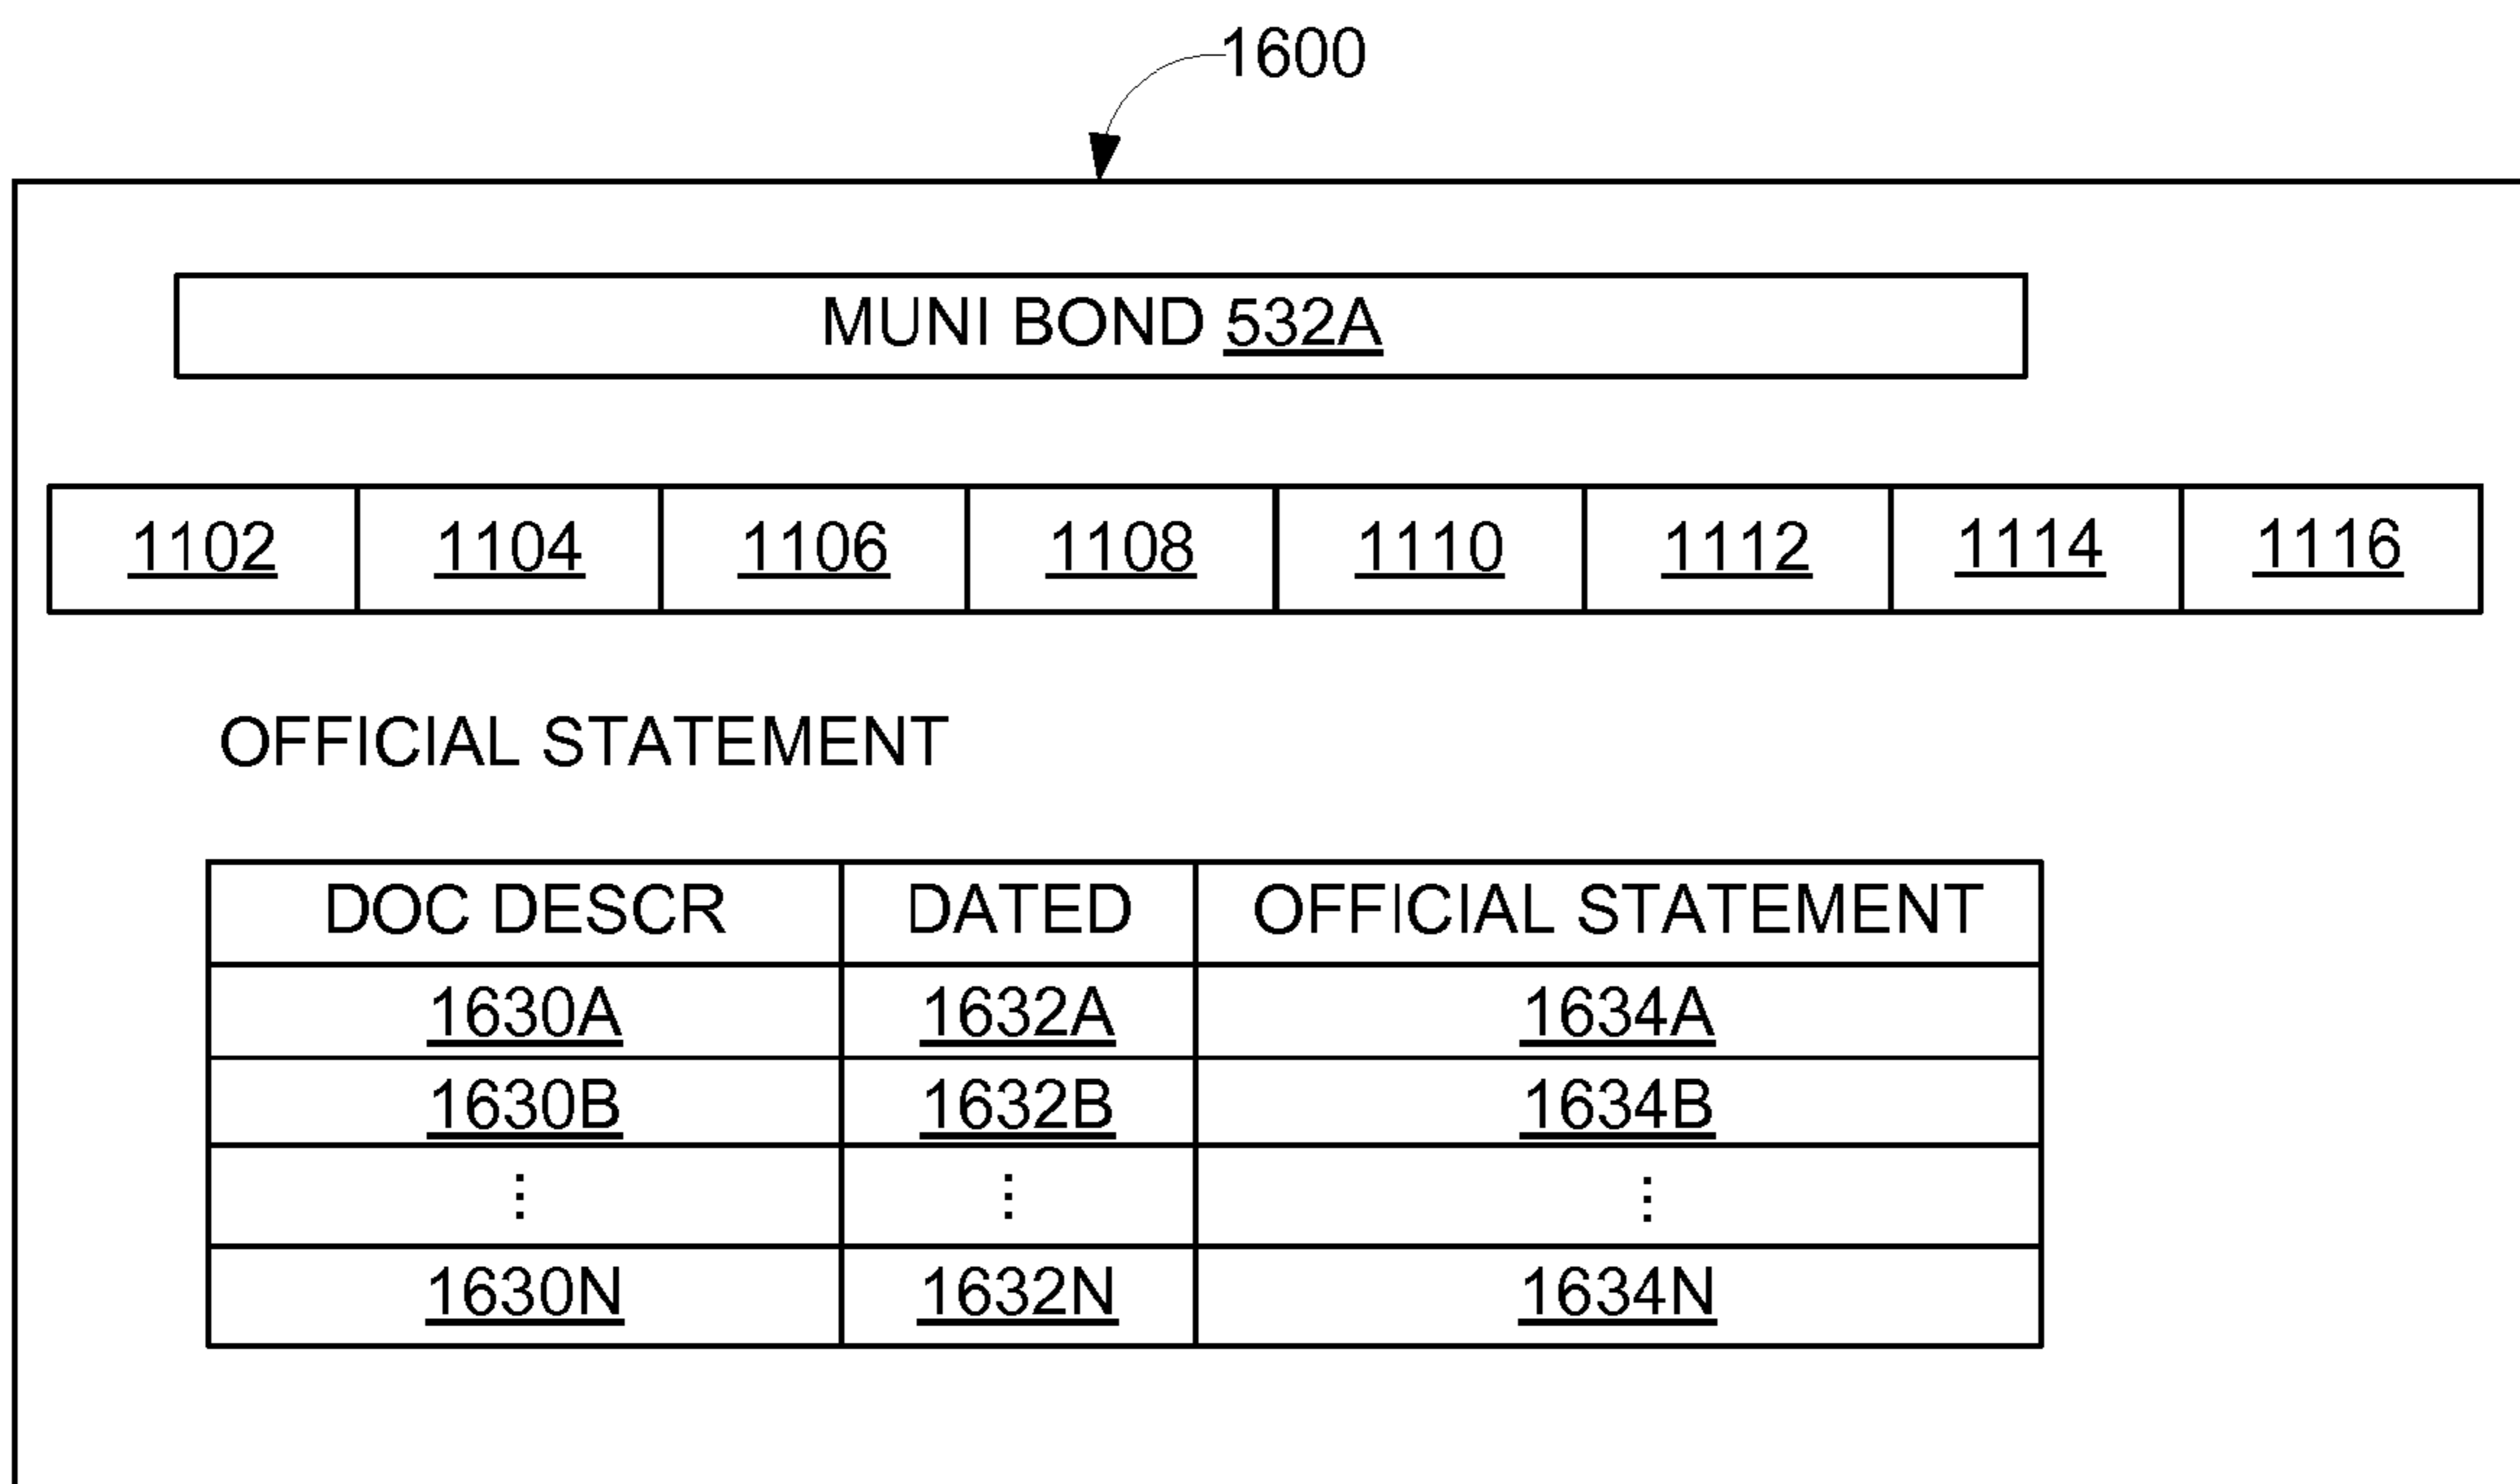 1600
MUNI BOND 532A
1102 1104 1106 1108 1110 1112 1114 1116
OFFICIAL STATEMENT
DOC DESCR DATED OFFICIAL STATEMENT
1630A 1632A 1634A
1630B 1632B 1634B
⋮ ⋮ ⋮
1630N 1632N 1634N